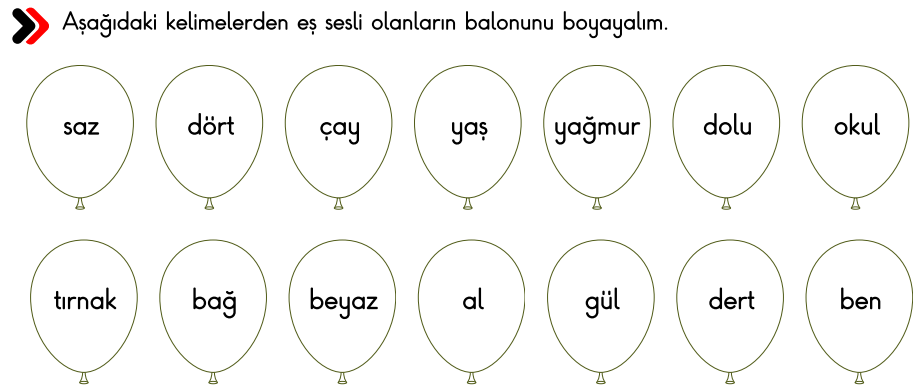 Aşağıdaki kelimelerden eş sesli olanların balonunu boyayalım.
saz dört çay yaş yağmur dolu okul
tırnak bağ beyaz al gül dert ben